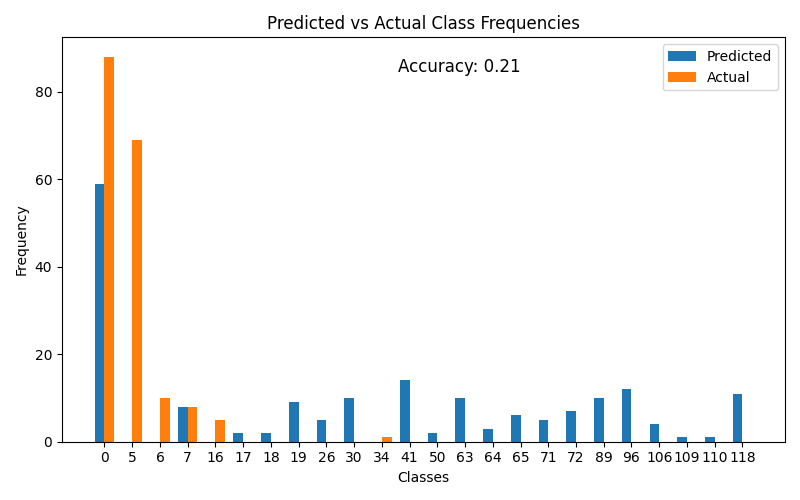 Predicted vs Actual Class Frequencies
Accuracy: 0.21
Predicted
Actual
Frequency
80
60
40
20
0
0 5 6 7 16 17 18 19 26 30 34 41 50 63 64 65 71 72 89 96 106 109 110 118
Classes